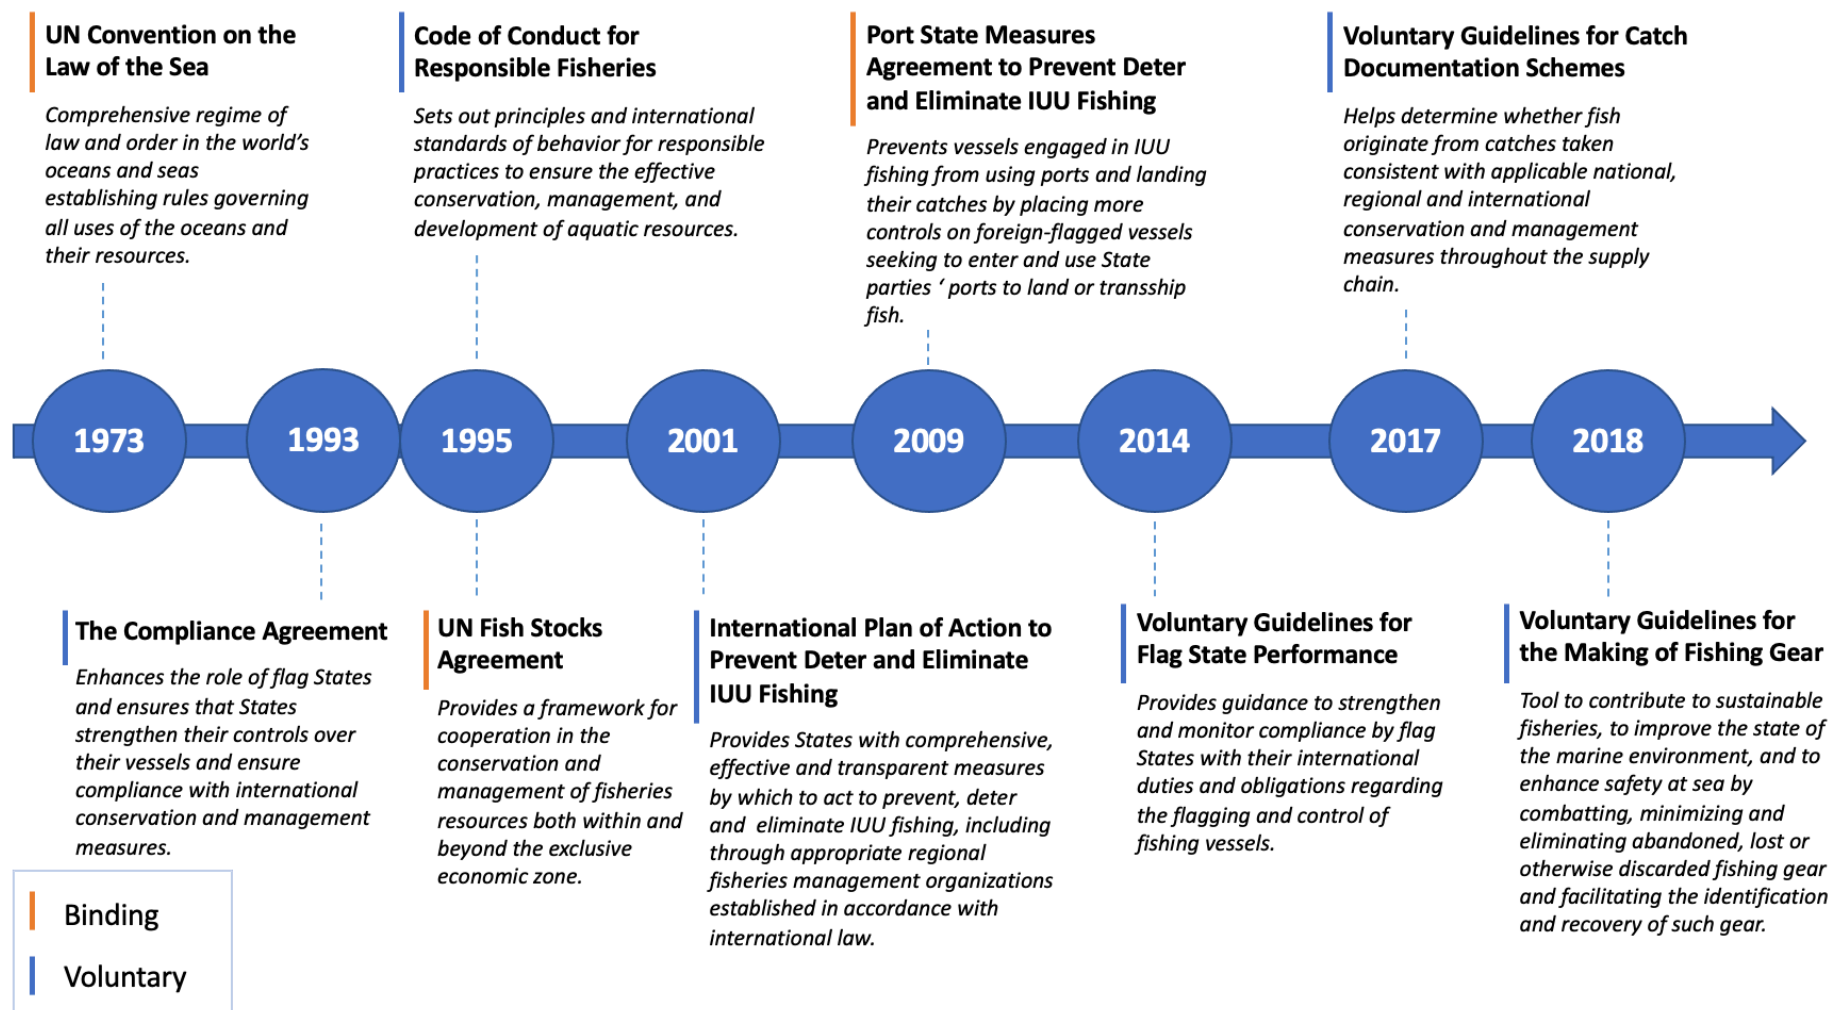 UN Convention on the
Law of the Sea
Comprehensive regime of
law and order in the world's
oceans and seas
establishing rules governing
all uses of the oceans and
their resources.
Code of Conduct for
Responsible Fisheries
Sets out principles and international
standards of behavior for responsible
practices to ensure the effective
conservation, management, and
development of aquatic resources.
Port State Measures
Agreement to Prevent Deter
and Eliminate IUU Fishing
Prevents vessels engaged in IUU
fishing from using ports and landing
their catches by placing more
controls on foreign-flagged vessels
seeking to enter and use State
parties ‘ ports to land or transship
fish.
Voluntary Guidelines for Catch
Documentation Schemes
Helps determine whether fish
originate from catches taken
consistent with applicable national,
regional and international
conservation and management
measures throughout the supply
chain.
1973
1993
1995
2001
2009
2014
2017
2018
The Compliance Agreement
Enhances the role of flag States
and ensures that States
strengthen their controls over
their vessels and ensure
compliance with international
conservation and management
measures.
UN Fish Stocks
Agreement
Provides a framework for
cooperation in the
conservation and
management of fisheries
resources both within and
beyond the exclusive
economic zone.
International Plan of Action to
Prevent Deter and Eliminate
IUU Fishing
Provides States with comprehensive,
effective and transparent measures
by which to act to prevent, deter
and  eliminate IUU fishing, including
through appropriate regional
fisheries management organizations
established in accordance with
international law.
Voluntary Guidelines for
Flag State Performance
Provides guidance to strengthen
and monitor compliance by flag
States with their international
duties and obligations regarding
the flagging and control of
fishing vessels.
Voluntary Guidelines for
the Making of Fishing Gear
Tool to contribute to sustainable
fisheries, to improve the state of
the marine environment, and to
enhance safety at sea by
combatting, minimizing and
eliminating abandoned, lost or
otherwise discarded fishing gear
and facilitating the identification
and recovery of such gear.
Binding
Voluntary